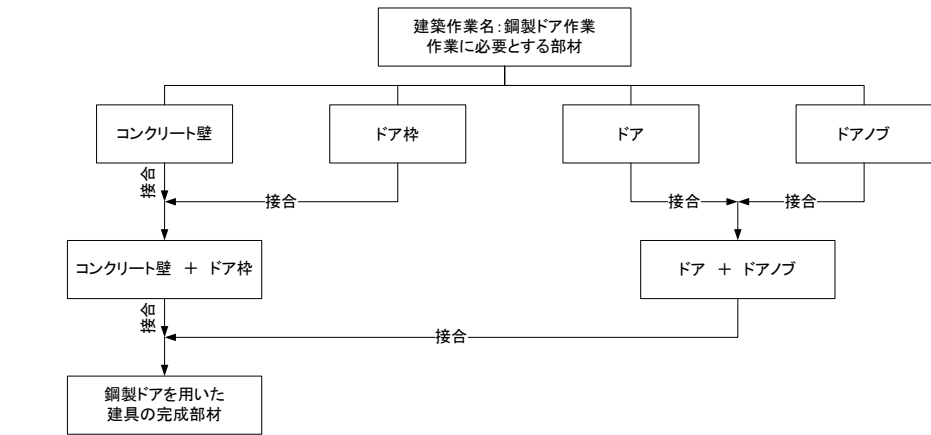 建築作業名：鋼製ドア作業
作業に必要とする部材
コンクリート壁
ドア枠
ドア
ドアノブ
接合
接合
接合
接合
コンクリート壁　＋　ドア枠
ドア　＋　ドアノブ
接合
接合
鋼製ドアを用いた
建具の完成部材